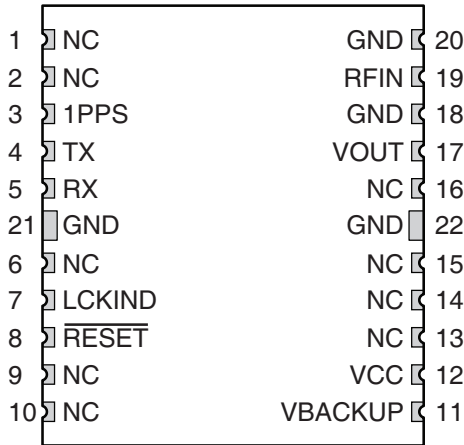 1 NC GND 20
2 NC RFIN 19
3 1PPS GND 18
4 TX VOUT 17
5 RX NC 16
21 GND GND 22
6 NC NC 15
7 LCKIND NC 14
8 RESET NC 13
9 NC VCC 12
10 NC VBACKUP 11